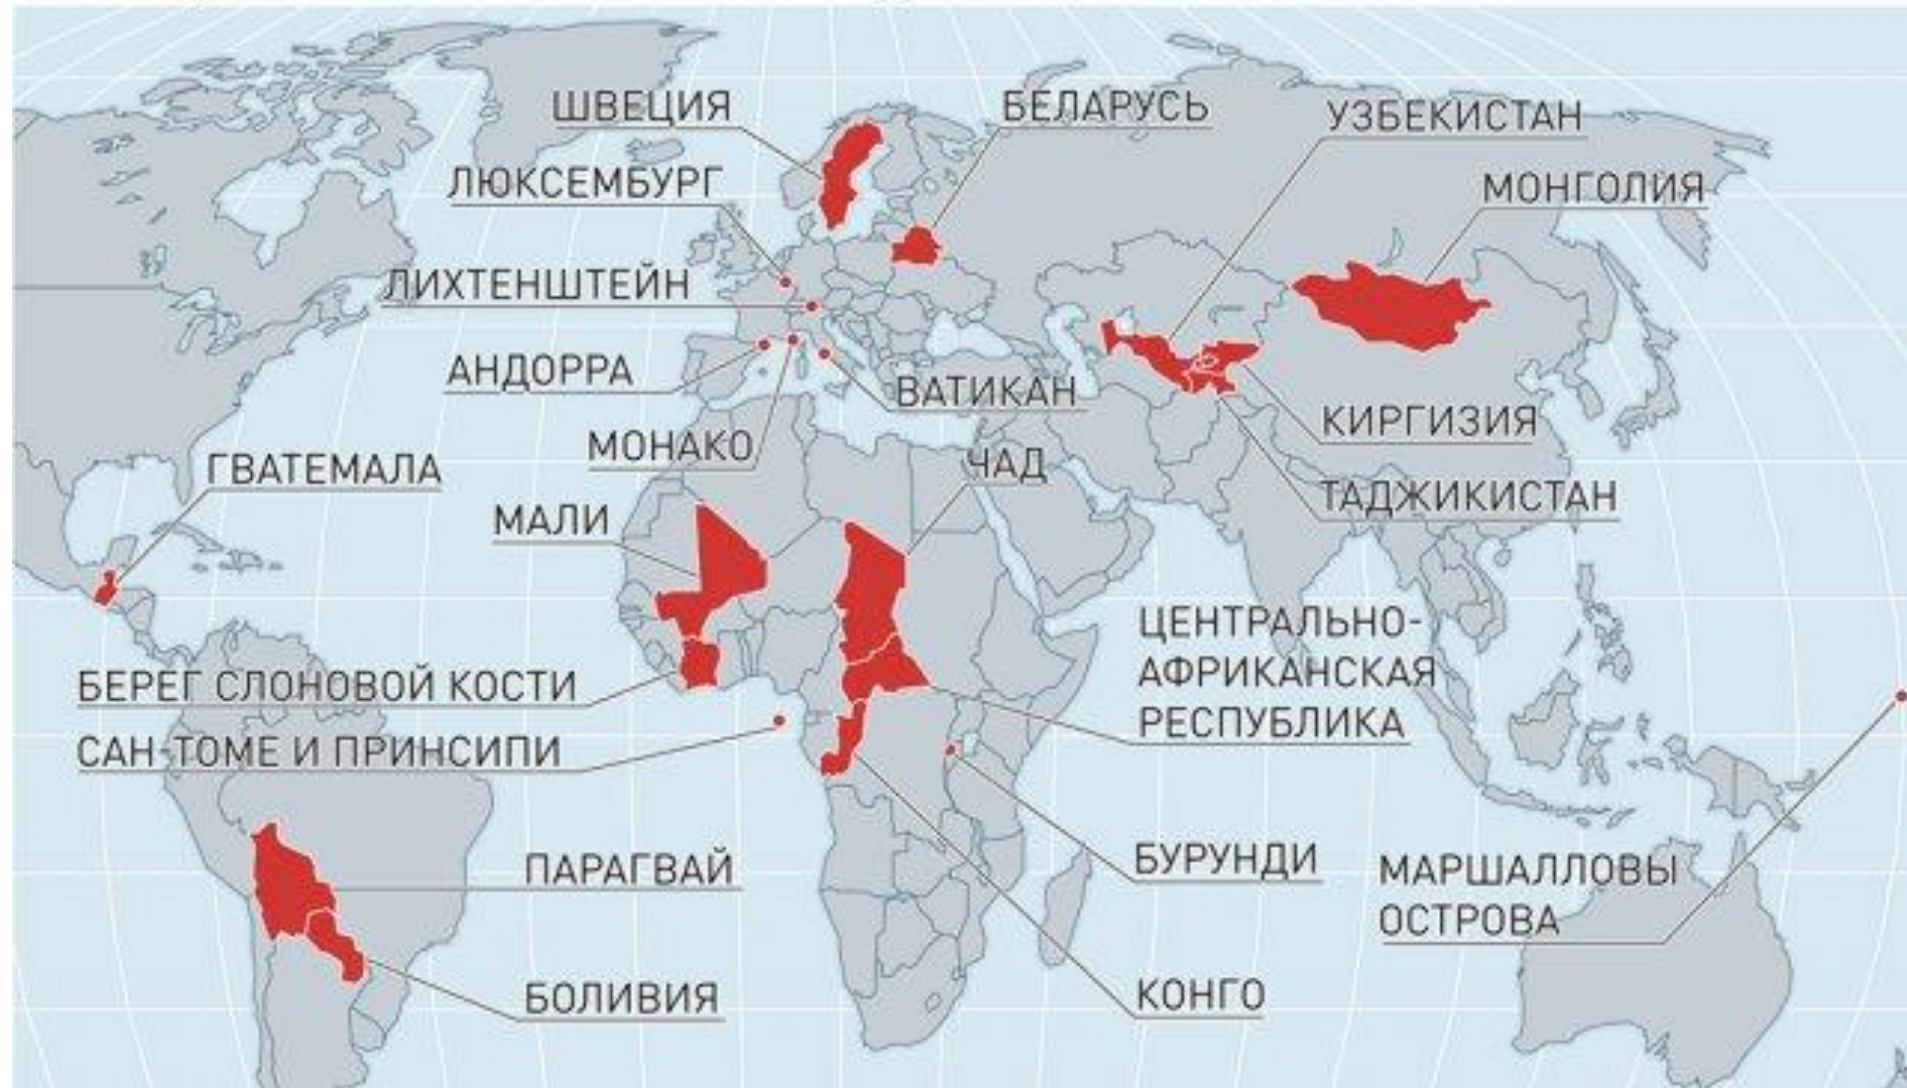 ШВЕЦИЯ
БЕЛАРУСЬ
УЗБЕКИСТАН
ЛЮКСЕМБУРГ
МОНГОЛИЯ
ЛИХТЕНШТЕЙН
АНДОРРА
ВАТИКАН
КИРГИЗИЯ
МОНАКО
ЧАД
ГВАТЕМАЛА
ТАДЖИКИСТАН
МАЛИ
ЦЕНТРАЛЬНО-
АФРИКАНСКАЯ
РЕСПУБЛИКА
БЕРЕГ СЛОНОВОЙ КОСТИ
САН-ТОМЕ И ПРИНСИПИ
ПАРАГВАЙ
БУРУНДИ
МАРШАЛЛОВЫ
ОСТРОВА
БОЛИВИЯ
КОНГО